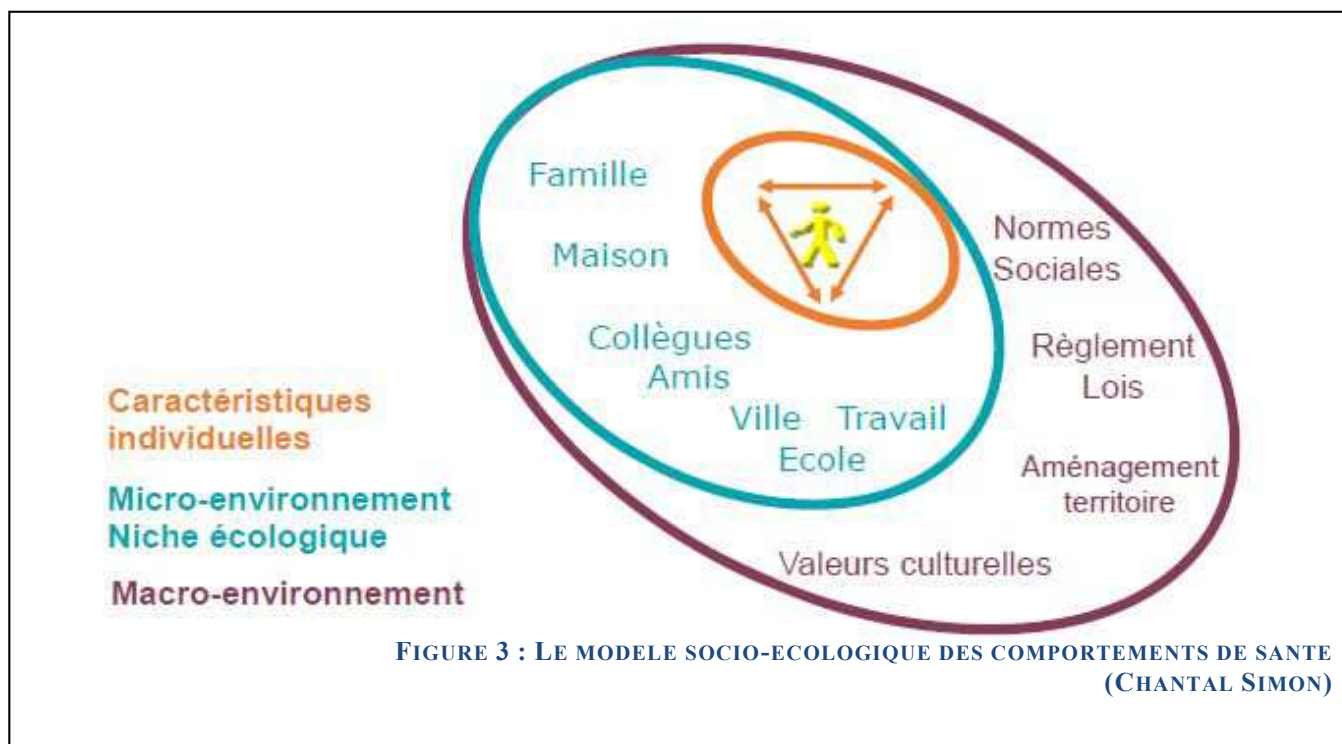 Famille
Maison
Collègues
Amis
Ville Travail
Ecole
Normes
Sociales
Règlement
Lois
Aménagement
territoire
Valeurs culturelles
Caractéristiques
individuelles
Micro-environnement
Niche écologique
Macro-environnement
FIGURE 3 : LE MODELE SOCIO-ECOLOGIQUE DES COMPORTEMENTS DE SANTE
(CHANTAL SIMON)